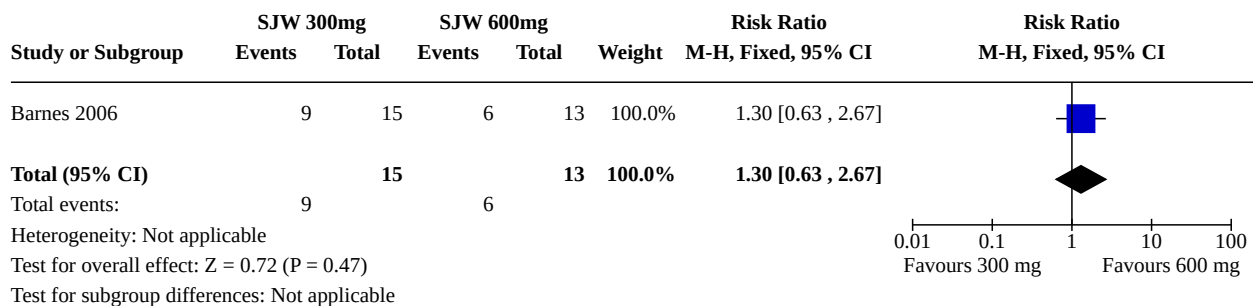 SJW 300mg SJW 600mg Risk Ratio Risk Ratio
Study or Subgroup Events Total Events Total Weight M-H, Fixed, 95% CI M-H, Fixed, 95% CI
Barnes 2006 9 15 6 13 100.0% 1.30 [0.63 , 2.67]
Total (95% CI) 15 13 100.0% 1.30 [0.63 , 2.67]
Total events: 9 6
Heterogeneity: Not applicable 0.01 0.1 1 10 100
Test for overall effect: Z = 0.72 (P = 0.47) Favours 300 mg Favours 600 mg
Test for subgroup differences: Not applicable